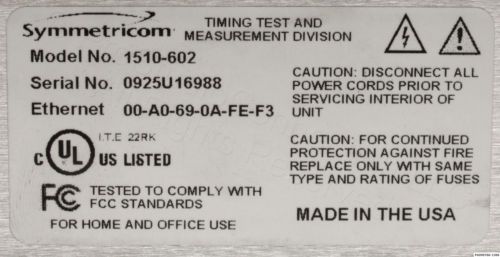 Symmetricom
TIMING TEST AND
MEASUREMENT DIVISION
Model No. 1510-602
Serial No. 0925U16988
Ethernet 00-A0-69-0A-FE-F3
I.T.E 22RK
C UL US LISTED
FC TESTED TO COMPLY WITH
FCC STANDARDS
FOR HOME AND OFFICE USE
CAUTION: DISCONNECT ALL
POWER CORDS PRIOR TO
SERVICING INTERIOR OF
UNIT
CAUTION: FOR CONTINUED
PROTECTION AGAINST FIRE
REPLACE ONLY WITH SAME
TYPE AND RATING OF FUSES
MADE IN THE USA